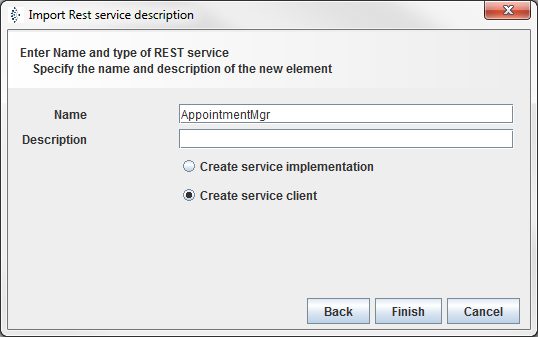 Import Rest service description
Enter Name and type of REST service
Specify the name and description of the new element
Name AppointmentMgr
Description
Create service implementation
Create service client
Back Finish Cancel